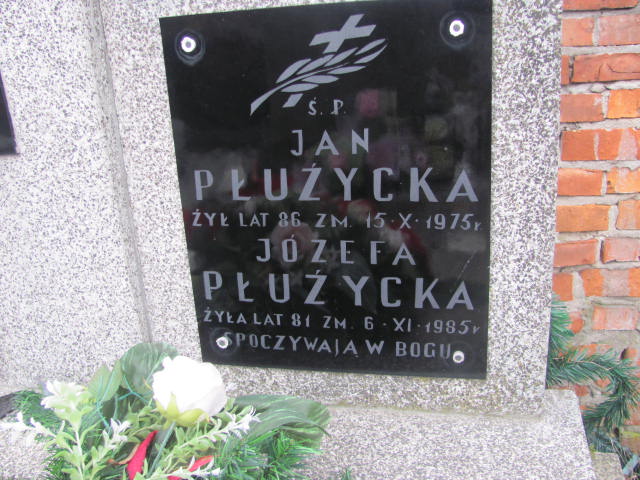 Ś. P.
JAN
PŁUŻYCKA
ŻYŁ LAT 86 ZM. 15·X·1975r.
JÓZEFA
PŁUŻYCKA
ŻYŁA LAT 81 ZM. 6·XI·1985r
SPOCZYWAJĄ W BOGU